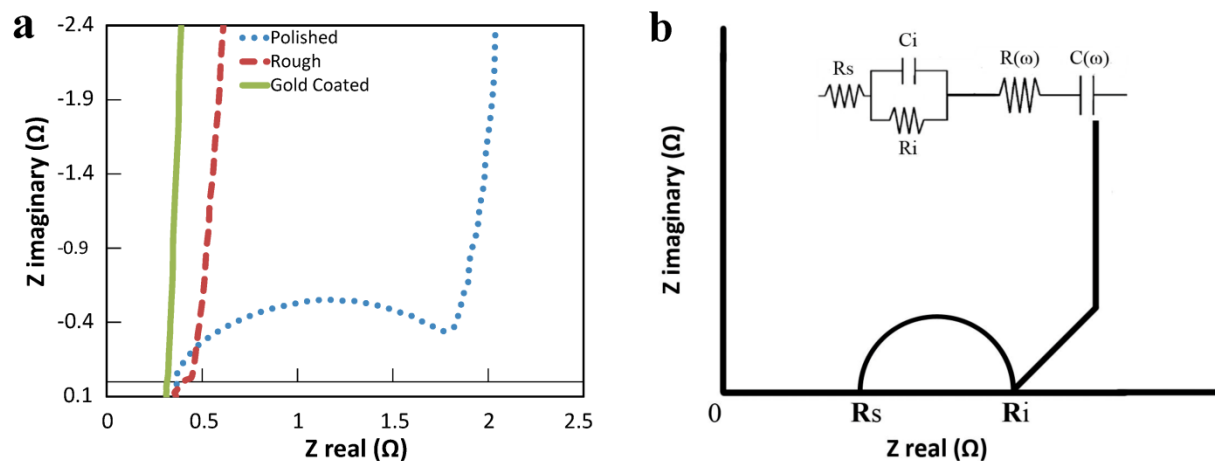 a
-2.4
-1.9
-1.4
-0.9
-0.4
0.1
Z imaginary (Ω)
Polished
Rough
Gold Coated
0
0.5
1
1.5
2
2.5
Z real (Ω)
b
Ci
Rs
Ri
R(ω)
C(ω)
Z imaginary (Ω)
0
Rs
Ri
Z real (Ω)